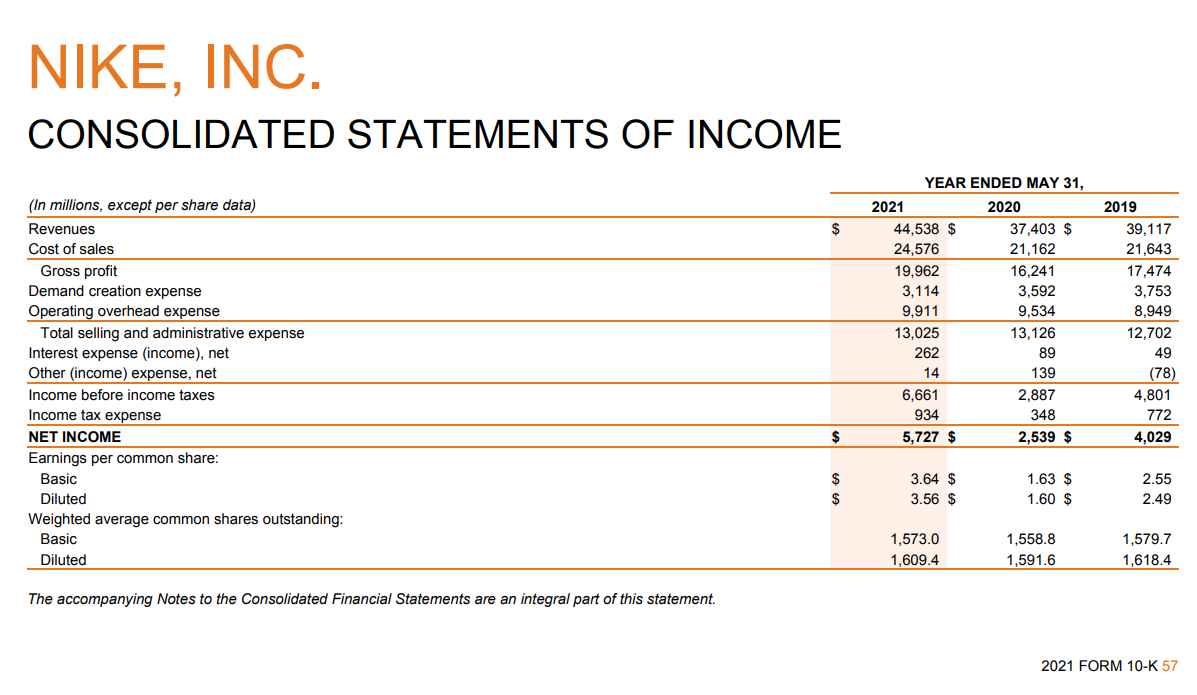 NIKE, INC.
CONSOLIDATED STATEMENTS OF INCOME
YEAR ENDED MAY 31,
(In millions, except per share data) 2021 2020 2019
Revenues $ 44,538 $ 37,403 $ 39,117
Cost of sales 24,576 21,162 21,643
Gross profit 19,962 16,241 17,474
Demand creation expense 3,114 3,592 3,753
Operating overhead expense 9,911 9,534 8,949
Total selling and administrative expense 13,025 13,126 12,702
Interest expense (income), net 262 89 49
Other (income) expense, net 14 139 (78)
Income before income taxes 6,661 2,887 4,801
Income tax expense 934 348 772
NET INCOME $ 5,727 $ 2,539 $ 4,029
Earnings per common share:
Basic $ 3.64 $ 1.63 $ 2.55
Diluted $ 3.56 $ 1.60 $ 2.49
Weighted average common shares outstanding:
Basic 1,573.0 1,558.8 1,579.7
Diluted 1,609.4 1,591.6 1,618.4
The accompanying Notes to the Consolidated Financial Statements are an integral part of this statement.
2021 FORM 10-K 57